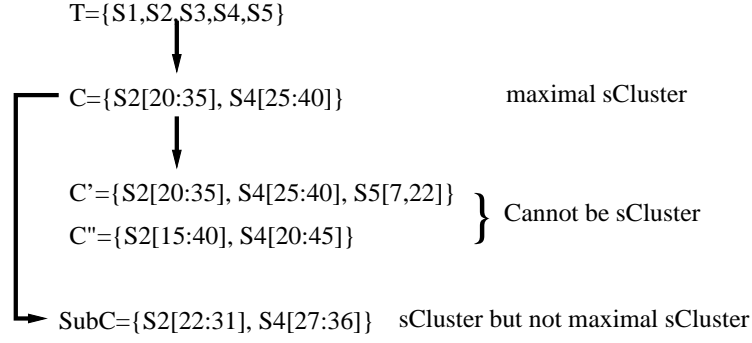 T={S1,S2,S3,S4,S5}
C={S2[20:35], S4[25:40]} maximal sCluster
C’={S2[20:35], S4[25:40], S5[7,22]}
} Cannot be sCluster
C"={S2[15:40], S4[20:45]}
SubC={S2[22:31], S4[27:36]} sCluster but not maximal sCluster